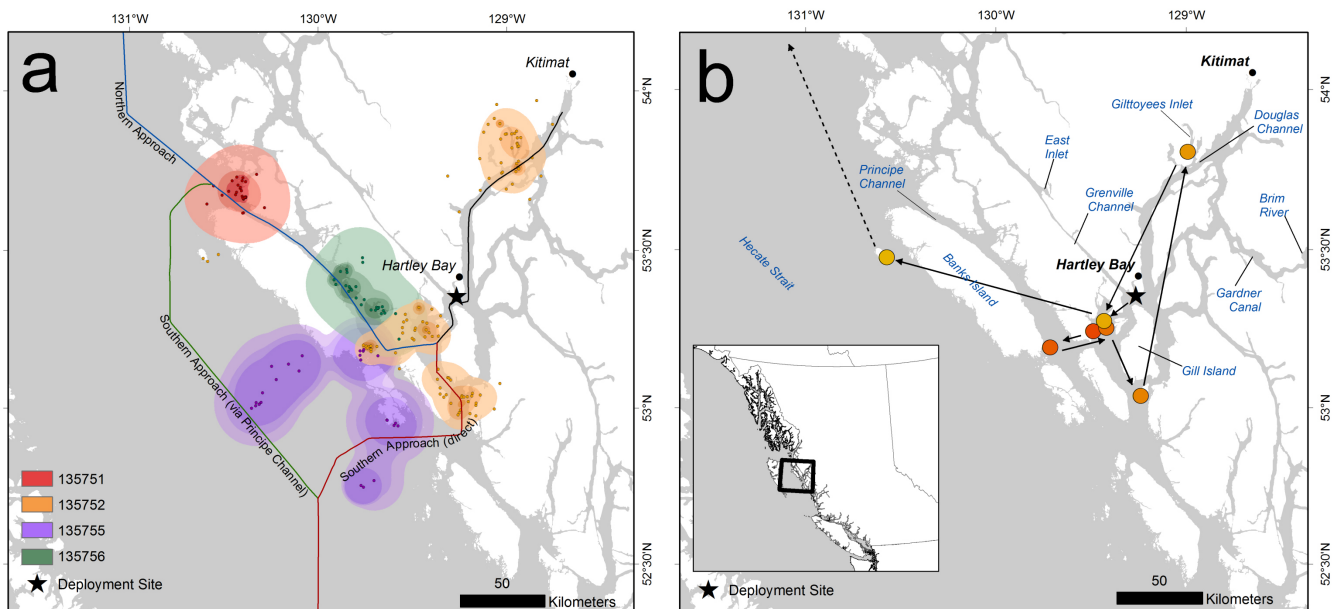 131°W
130°W
129°W
a
Kitimat
54°N
Northern Approach
53°30'N
Hartley Bay
Southern Approach (via Principe Channel)
53°N
Southern Approach (direct)
135751
135752
135755
135756
Deployment Site
50
Kilometers
52°30'N
131°W
130°W
129°W
b
Kitimat
54°N
Gilttoyees Inlet
Douglas
Channel
East
Inlet
Principe
Channel
Grenville
Channel
Brim
River
53°30'N
Hecate Strait
Banks Island
Hartley Bay
Gardner
Canal
Gill Island
53°N
Deployment Site
50
Kilometers
52°30'N